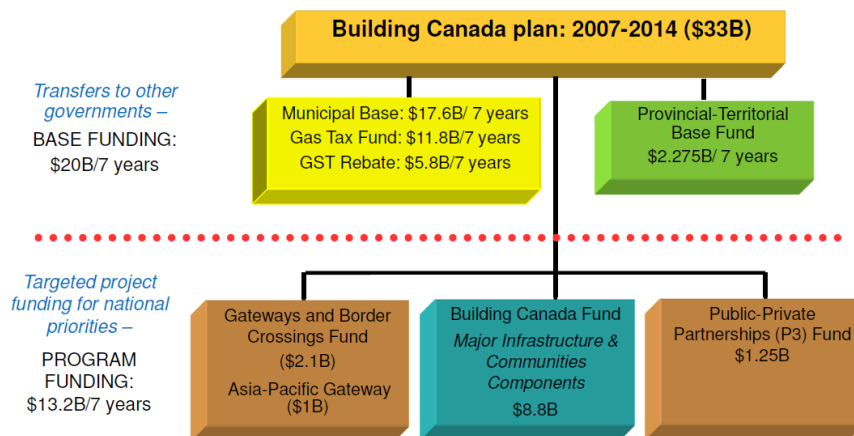 Building Canada plan: 2007-2014 ($33B)
Transfers to other
governments –
BASE FUNDING:
$20B/7 years
Municipal Base: $17.6B/ 7 years
Gas Tax Fund: $11.8B/7 years
GST Rebate: $5.8B/7 years
Provincial-Territorial
Base Fund
$2.275B/ 7 years
Targeted project
funding for national
priorities –
PROGRAM
FUNDING:
$13.2B/7 years
Gateways and Border
Crossings Fund
($2.1B)
Asia-Pacific Gateway
($1B)
Building Canada Fund
Major Infrastructure &
Communities
Components
$8.8B
Public-Private
Partnerships (P3) Fund
$1.25B